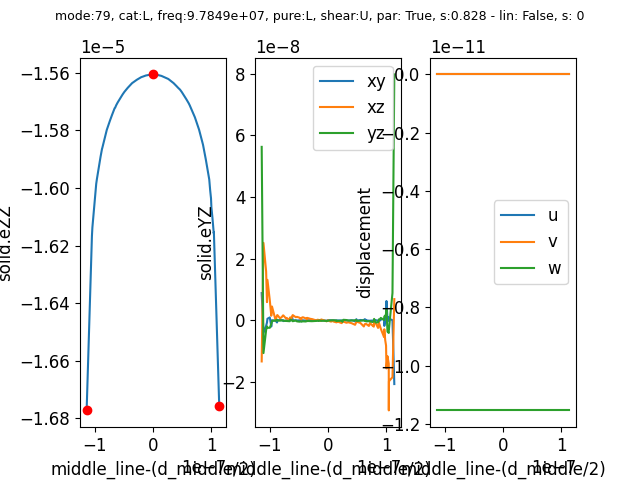 mode:79, cat:L, freq:9.7849e+07, pure:L, shear:U, par: True, s:0.828 - lin: False, s: 0
1e−5
1e−8
1e−11
−1.56
−1.58
−1.60
−1.62
−1.64
−1.66
−1.68
solid.eZZ
−1
0
1
1e−7
middle_line-(d_middle/2)
8
6
4
2
0
−2
solid.eYZ
xy
xz
yz
−1
0
1
1e−7
middle_line-(d_middle/2)
0.0
−0.2
−0.4
−0.6
−0.8
−1.0
−1.2
displacement
u
v
w
−1
0
1
1e−7
middle_line-(d_middle/2)